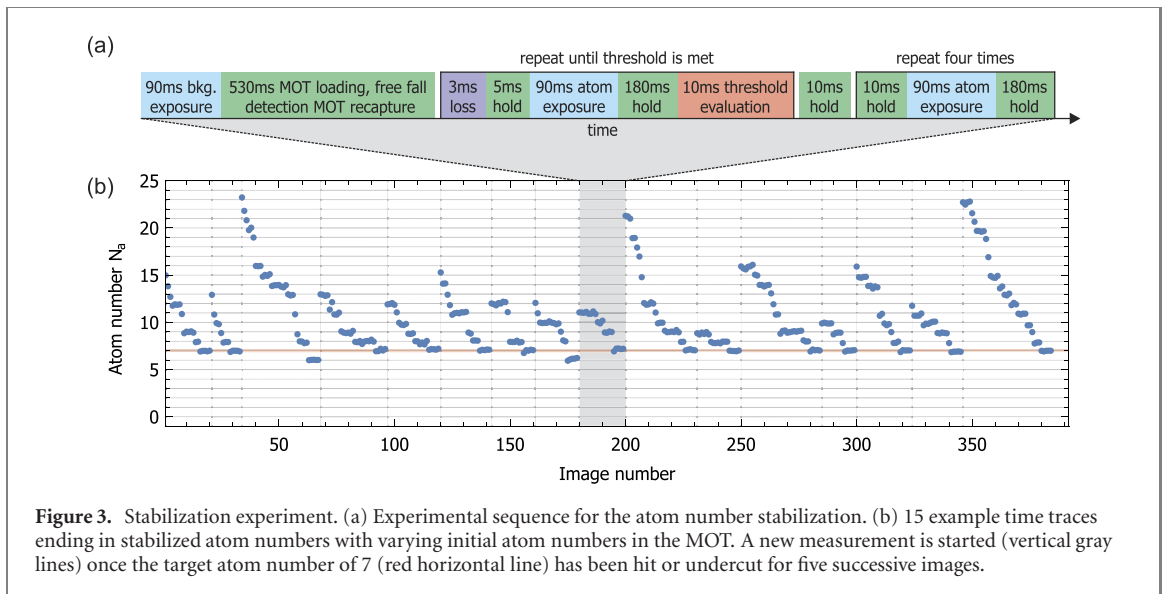 (a)
repeat until threshold is met
repeat four times
90ms bkg. exposure
530ms MOT loading, free fall detection MOT recapture
3ms loss
5ms hold
90ms atom exposure
180ms hold
10ms threshold evaluation
10ms hold
10ms hold
90ms atom exposure
180ms hold
time
(b)
25
20
15
10
5
0
Atom number Na
50
100
150
200
250
300
350
Image number
Figure 3. Stabilization experiment. (a) Experimental sequence for the atom number stabilization. (b) 15 example time traces
ending in stabilized atom numbers with varying initial atom numbers in the MOT. A new measurement is started (vertical gray
lines) once the target atom number of 7 (red horizontal line) has been hit or undercut for five successive images.